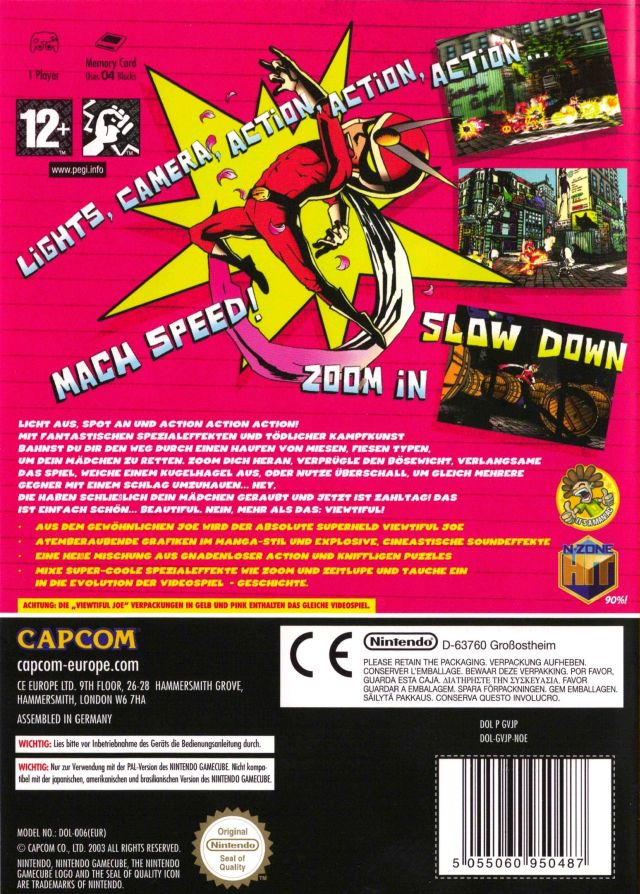 1 Player
Memory Card
Uses 04 Blocks
12+
www.pegi.info
LIGHTS, CAMERA, ACTION, ACTION, ACTION...
MACH SPEED!
ZOOM IN
SLOW DOWN
LICHT AUS, SPOT AN UND ACTION ACTION ACTION!
MIT FANTASTISCHEN SPEZIALEFFEKTEN UND TÖDLICHER KAMPFKUNST
BAHNST DU DIR DEN WEG DURCH EINEN HAUFEN VON MIESEN, FIESEN TYPEN,
UM DEIN MÄDCHEN ZU RETTEN. ZOOM DICH HERAN, VERPRÜGLE DEN BÖSEWICHT, VERLANGSAME
DAS SPIEL, WEICHE EINEN KUGELHAGEL AUS, ODER NUTZE ÜBERSCHALL, UM GLEICH MEHRERE
GEGNER MIT EINEM SCHLAG UMZUHAUEN... HEY,
DIE HABEN SCHLIEßLICH DEIN MÄDCHEN GERAUBT UND JETZT IST ZAHLTAG! DAS
IST EINFACH SCHÖN... BEAUTIFUL. NEIN, MEHR ALS DAS: VIEWTIFUL!
· AUS DEM GEWÖHNLICHEN JOE WIRD DER ABSOLUTE SUPERHELD VIEWTIFUL JOE
· ATEMBERAUBENDE GRAFIKEN IM MANGA-STIL UND EXPLOSIVE, CINEASTISCHE SOUNDEFFEKTE
· EINE HEIßE MISCHUNG AUS GNADENLOSER ACTION UND KNIFFLIGEN PUZZLES
· MIXE SUPER-COOLE SPEZIALEFFEKTE WIE ZOOM UND ZEITLUPE UND TAUCHE EIN
IN DIE EVOLUTION DER VIDEOSPIEL - GESCHICHTE.
N-ZONE
HIT
90%!
ACHTUNG: DIE „VIEWTIFUL JOE" VERPACKUNGEN IN GELB UND PINK ENTHALTEN DAS GLEICHE VIDEOSPIEL.
CAPCOM
capcom-europe.com
CE EUROPE LTD. 9TH FLOOR, 26-28 HAMMERSMITH GROVE,
HAMMERSMITH, LONDON W6 7HA
ASSEMBLED IN GERMANY
CE
Nintendo D-63760 Großostheim
PLEASE RETAIN THE PACKAGING. VERPACKUNG AUFHEBEN.
CONSERVER L'EMBALLAGE. BEWAAR DEZE VERPAKKING. POR FAVOR,
GUARDAR ESTA CAJA. ΔΙΑΤΗΡΗΣΤΕ ΤΗΝ ΣΥΣΚΕΥΑΣΙΑ. FAVOR
GUARDAR A EMBALAGEM. SPARA FÖRPACKNINGEN. GEM EMBALLAGEN.
SÄILYTÄ PAKKAUS. CONSERVA QUESTO INVOLUCRO.
DOL P GVJP
DOL-GVJP-NOE
WICHTIG: Lies bitte vor Inbetriebnahme des Geräts die Bedienungsanleitung durch.
WICHTIG: Nur zur Verwendung mit der PAL-Version des NINTENDO GAMECUBE. Nicht kompa-
tibel mit der japanischen, amerikanischen und brasilianischen Version des NINTENDO GAMECUBE.
MODEL NO.: DOL-006(EUR)
© CAPCOM CO., LTD. 2003 ALL RIGHTS RESERVED.
NINTENDO, NINTENDO GAMECUBE, THE NINTENDO
GAMECUBE LOGO AND THE SEAL OF QUALITY ICON
ARE TRADEMARKS OF NINTENDO.
Original
Nintendo
Seal of
Quality
5 055060 950487